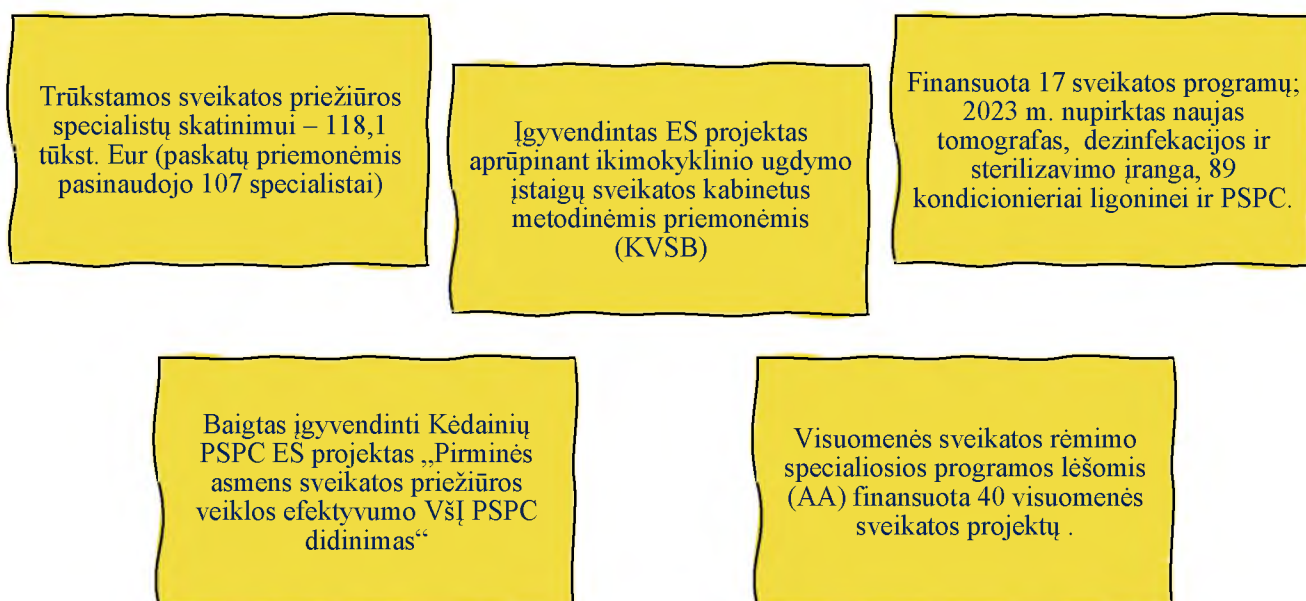 Trūkstamos sveikatos priežiūros
specialistų skatinimui – 118,1
tūkst. Eur (paskatų priemonėmis
pasinaudojo 107 specialistai)
Įgyvendintas ES projektas
aprūpinant ikimokyklinio ugdymo
įstaigų sveikatos kabinetus
metodinėmis priemonėmis
(KVSB)
Finansuota 17 sveikatos programų;
2023 m. nupirktas naujas
tomografas, dezinfekacijos ir
sterilizavimo įranga, 89
kondicionieriai ligoninei ir PSPC.
Baigtas įgyvendinti Kėdainių
PSPC ES projektas „Pirminės
asmens sveikatos priežiūros
veiklos efektyvumo VšĮ PSPC
didinimas“
Visuomenės sveikatos rėmimo
specialiosios programos lėšomis
(AA) finansuota 40 visuomenės
sveikatos projektų .